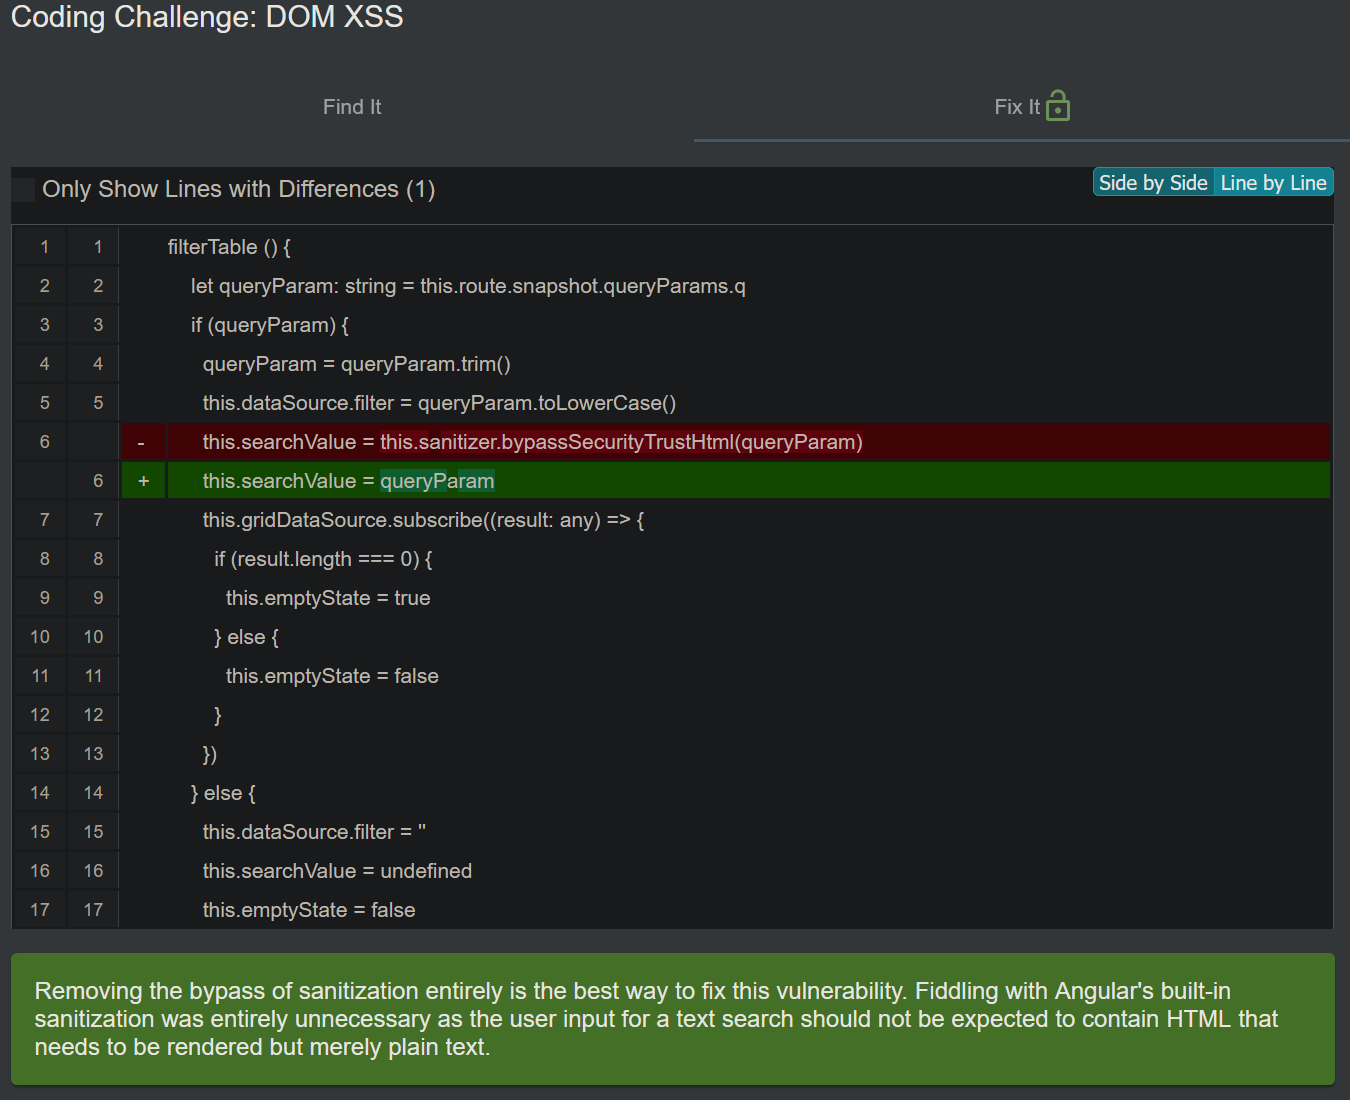 Coding Challenge: DOM XSS
Find It
Fix It
Only Show Lines with Differences (1)
Side by Side Line by Line
1 1 filterTable () {
2 2 let queryParam: string = this.route.snapshot.queryParams.q
3 3 if (queryParam) {
4 4 queryParam = queryParam.trim()
5 5 this.dataSource.filter = queryParam.toLowerCase()
6 - this.searchValue = this.sanitizer.bypassSecurityTrustHtml(queryParam)
6 + this.searchValue = queryParam
7 7 this.gridDataSource.subscribe((result: any) => {
8 8 if (result.length === 0) {
9 9 this.emptyState = true
10 10 } else {
11 11 this.emptyState = false
12 12 }
13 13 })
14 14 } else {
15 15 this.dataSource.filter = ''
16 16 this.searchValue = undefined
17 17 this.emptyState = false
Removing the bypass of sanitization entirely is the best way to fix this vulnerability. Fiddling with Angular's built-in
sanitization was entirely unnecessary as the user input for a text search should not be expected to contain HTML that
needs to be rendered but merely plain text.